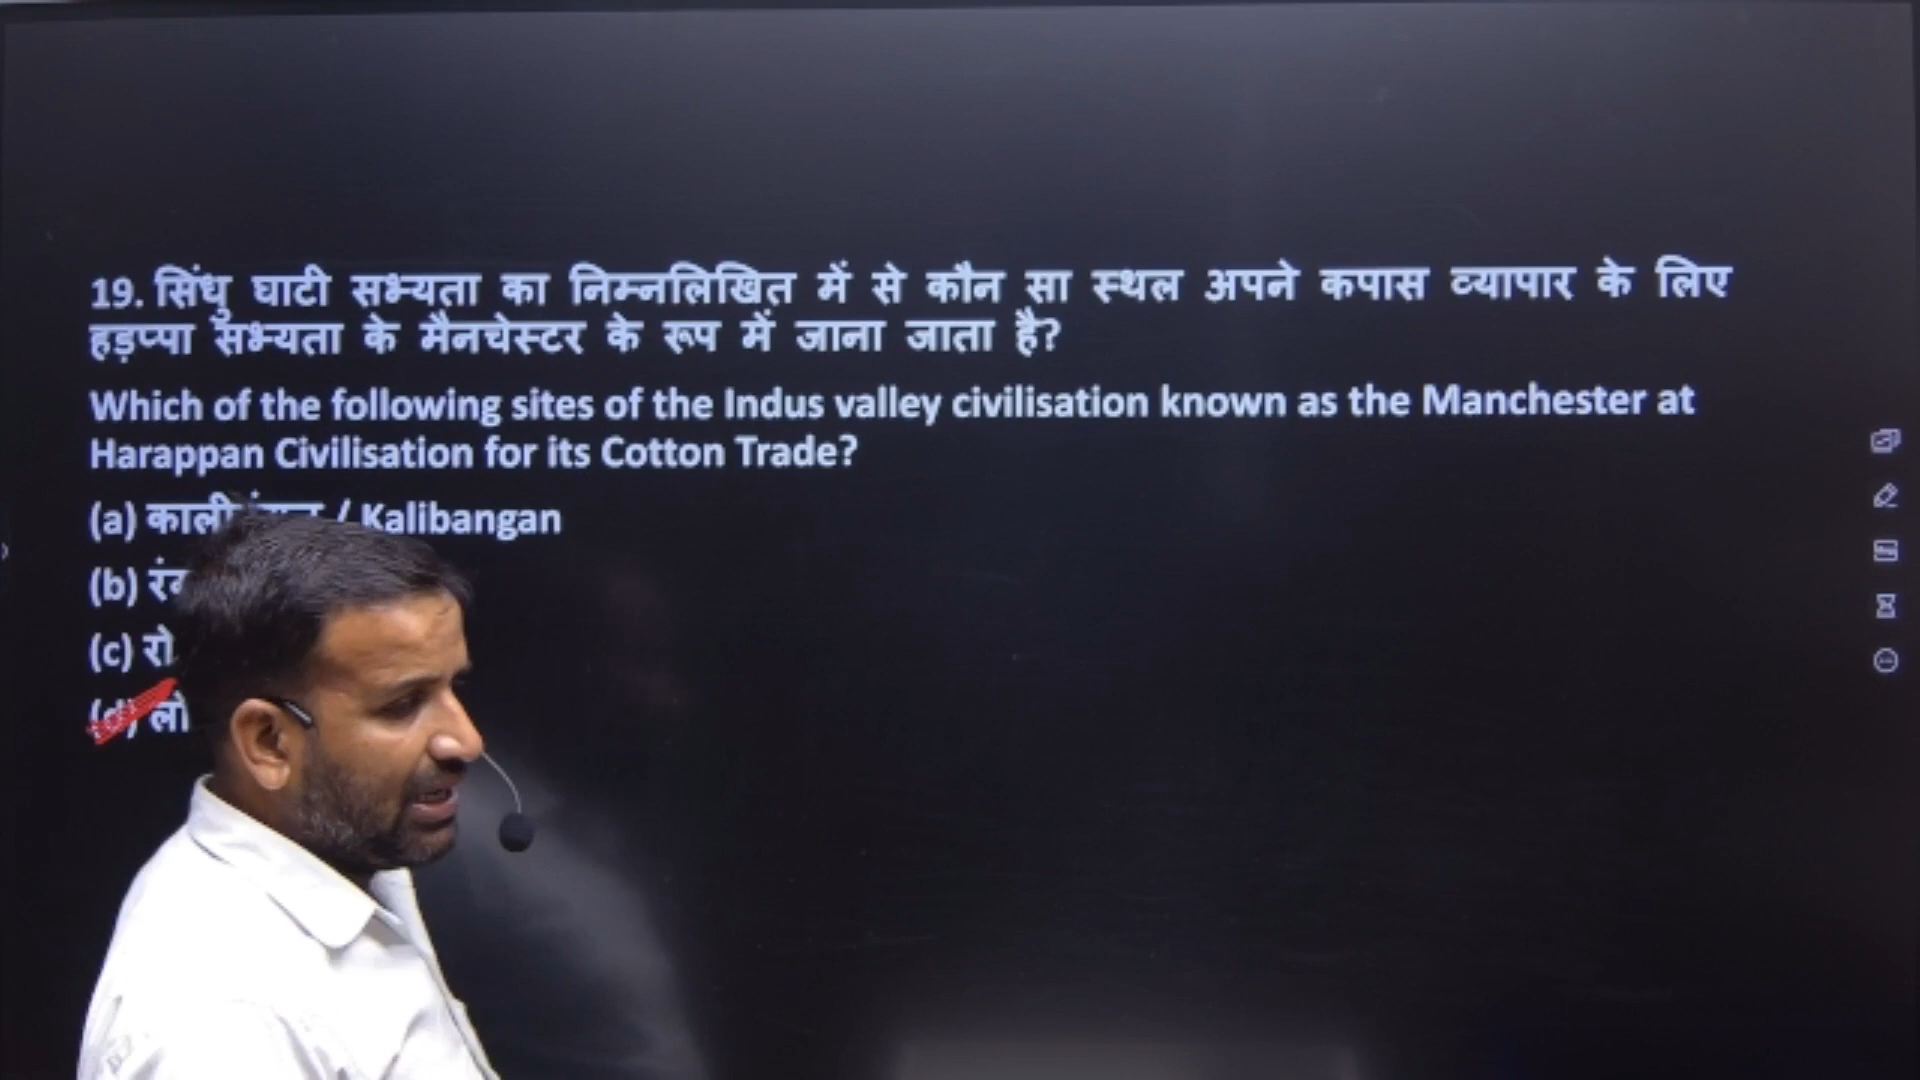 19. सिंधु घाटी सभ्यता का निम्नलिखित में से कौन सा स्थल अपने कपास व्यापार के लिए
हड़प्पा सभ्यता के मैनचेस्टर के रूप में जाना जाता है?
Which of the following sites of the Indus valley civilisation known as the Manchester at
Harappan Civilisation for its Cotton Trade?
(a) / Kalibangan
(b)
(c)
(d)